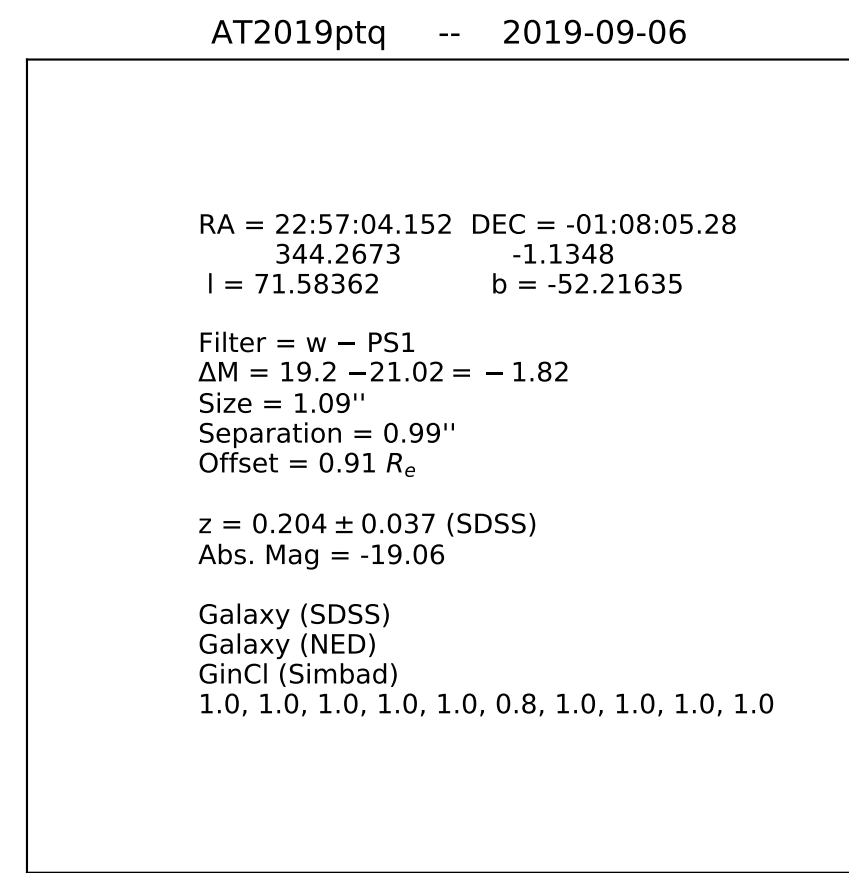 AT2019ptq -- 2019-09-06
RA = 22:57:04.152 DEC = -01:08:05.28
344.2673 -1.1348
l = 71.58362 b = -52.21635
Filter = w − PS1
ΔM = 19.2 −21.02 = − 1.82
Size = 1.09''
Separation = 0.99''
Offset = 0.91 Rₑ
z = 0.204 ± 0.037 (SDSS)
Abs. Mag = -19.06
Galaxy (SDSS)
Galaxy (NED)
GinCl (Simbad)
1.0, 1.0, 1.0, 1.0, 1.0, 0.8, 1.0, 1.0, 1.0, 1.0